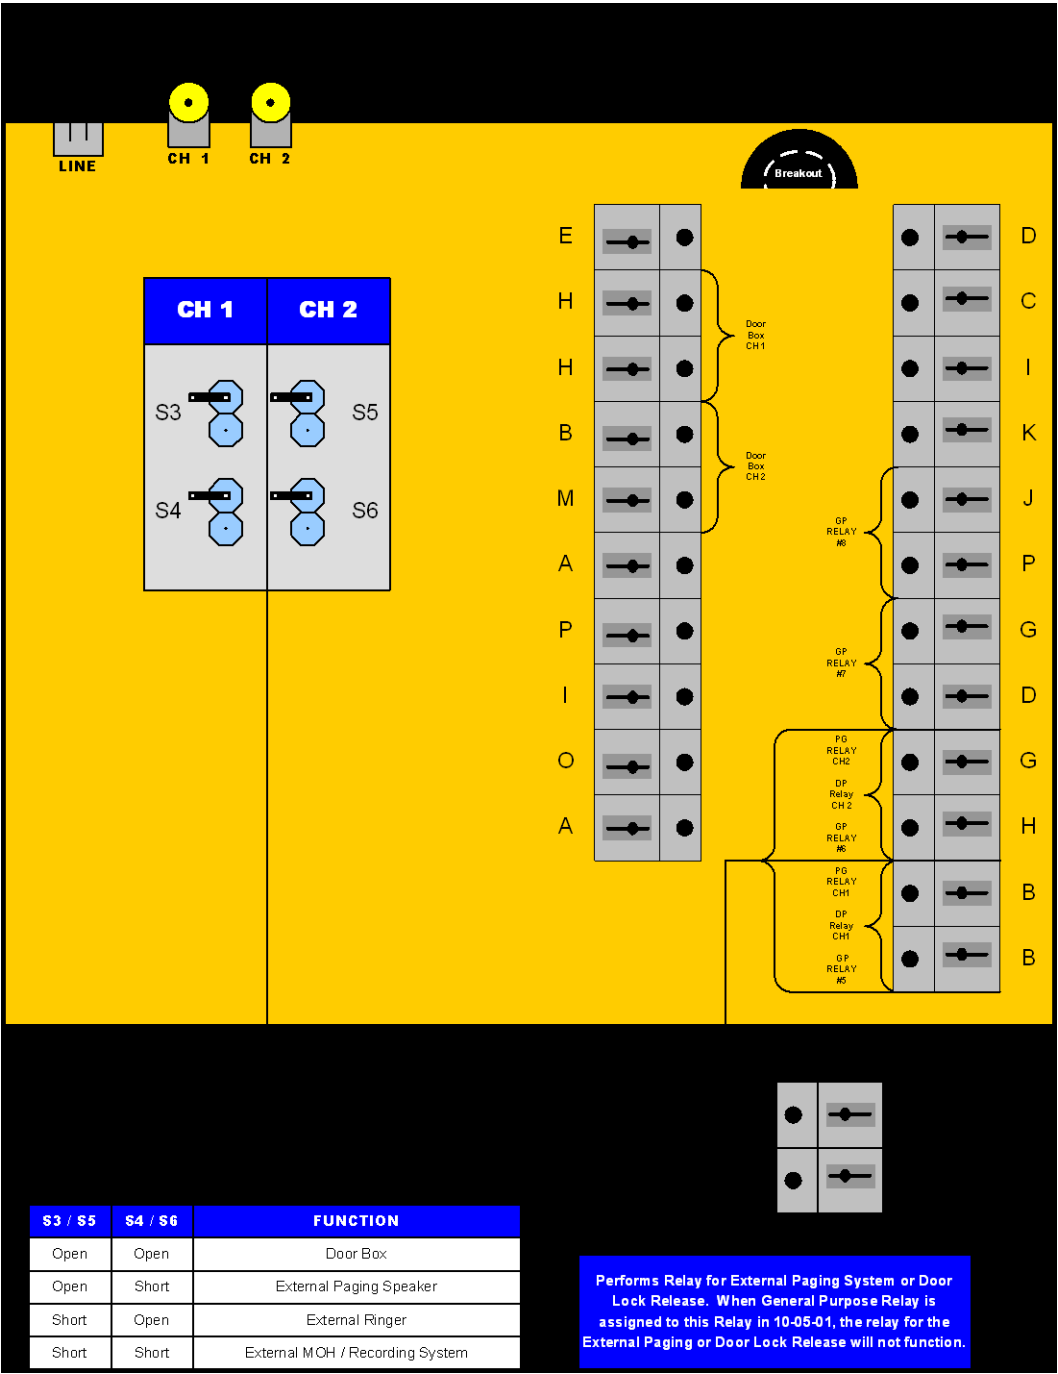 LINE
CH 1
CH 2
Breakout
CH 1
CH 2
S3
S5
S4
S6
E
H
H
B
M
A
P
I
O
A
Door
Box
CH1
Door
Box
CH2
D
C
I
K
J
P
G
D
G
H
B
B
GP
RELAY
#8
GP
RELAY
#7
PG
RELAY
CH2
DP
Relay
CH 2
GP
RELAY
#6
PG
RELAY
CH1
DP
Relay
CH1
GP
RELAY
#5
S3 / S5 S4 / S6 FUNCTION
Open Open Door Box
Open Short External Paging Speaker
Short Open External Ringer
Short Short External MOH / Recording System
Performs Relay for External Paging System or Door
Lock Release. When General Purpose Relay is
assigned to this Relay in 10-05-01, the relay for the
External Paging or Door Lock Release will not function.